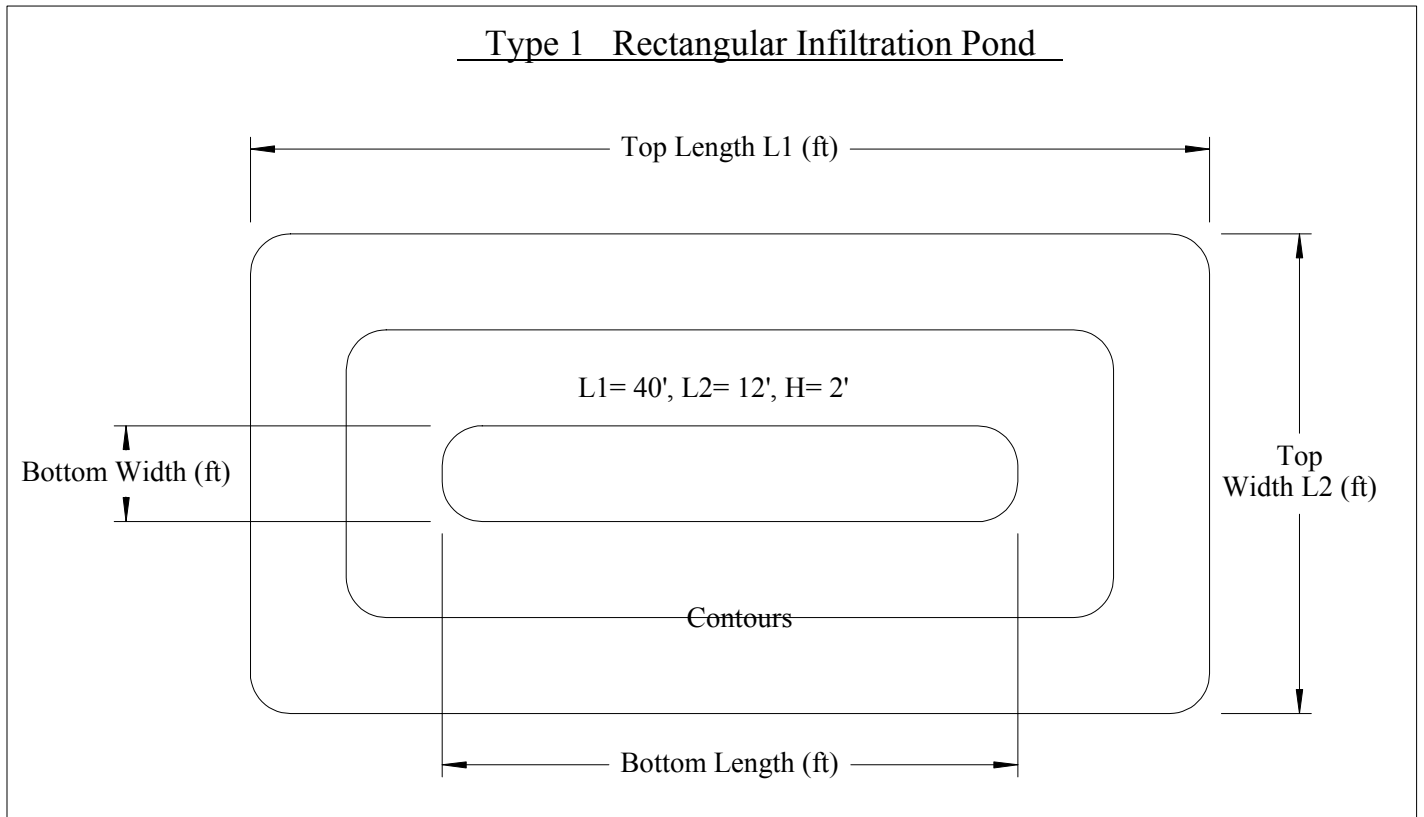 Type 1 Rectangular Infiltration Pond
Top Length L1 (ft)
L1= 40', L2= 12', H= 2'
Bottom Width (ft)
Top
Width L2 (ft)
Contours
Bottom Length (ft)